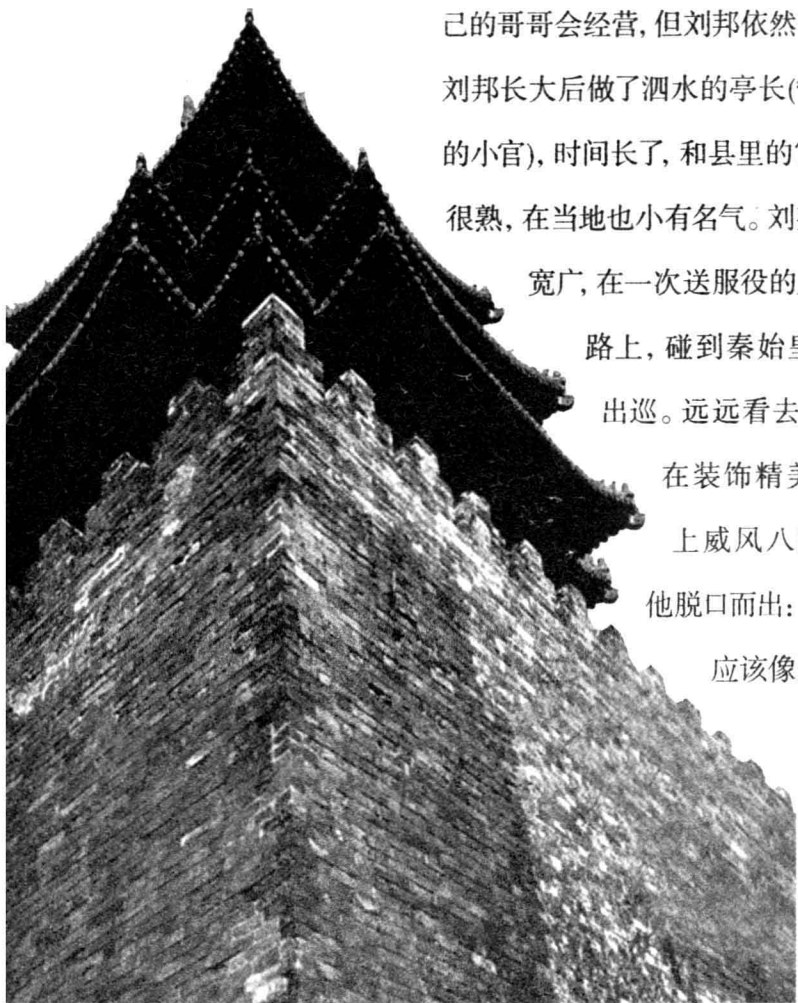 己的哥哥会经营,但刘邦依然
刘邦长大后做了泗水的亭长(
的小官),时间长了,和县里的
很熟,在当地也小有名气。刘
宽广,在一次送服役的
路上,碰到秦始皇
出巡。远远看去
在装饰精美
上威风八
他脱口而出:
应该像